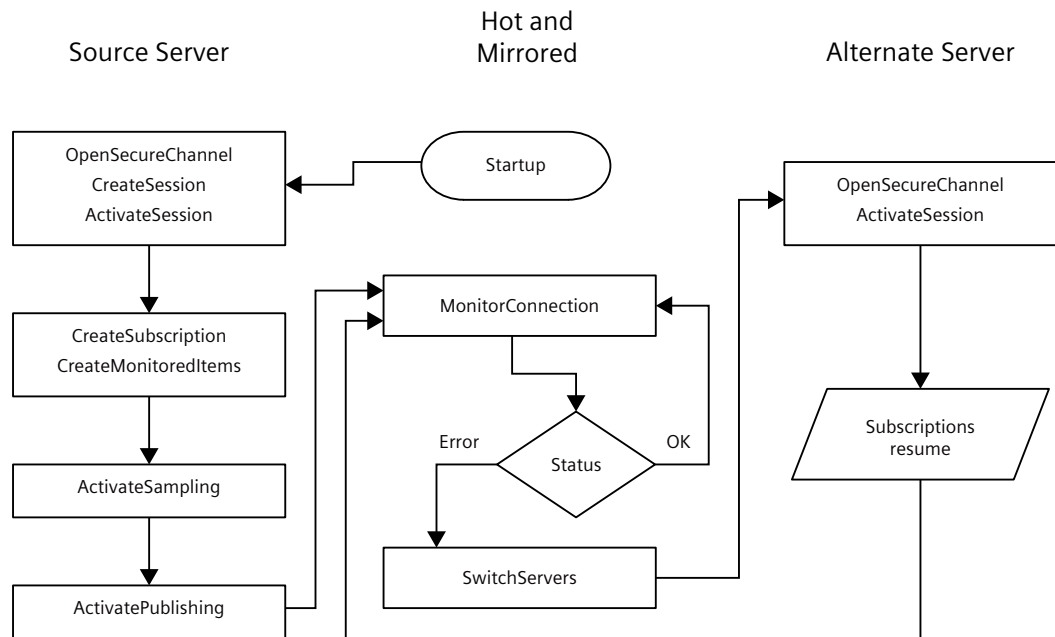 Source Server
Hot and
Mirrored
Alternate Server
OpenSecureChannel
CreateSession
ActivateSession
Startup
OpenSecureChannel
ActivateSession
MonitorConnection
CreateSubscription
CreateMonitoredItems
Error
OK
Status
Subscriptions
resume
ActivateSampling
SwitchServers
ActivatePublishing